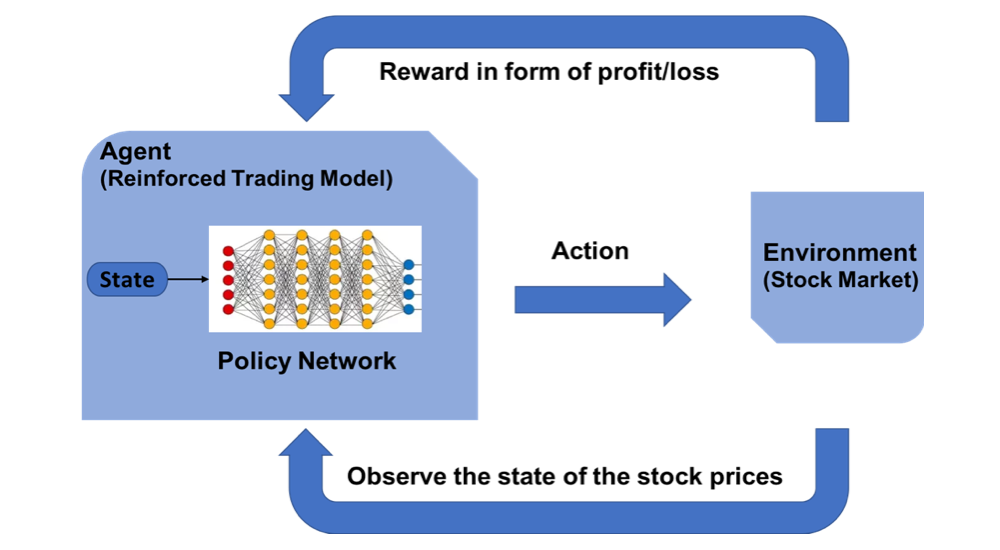 Reward in form of profit/loss
Agent
(Reinforced Trading Model)
State
Policy Network
Action
Environment
(Stock Market)
Observe the state of the stock prices